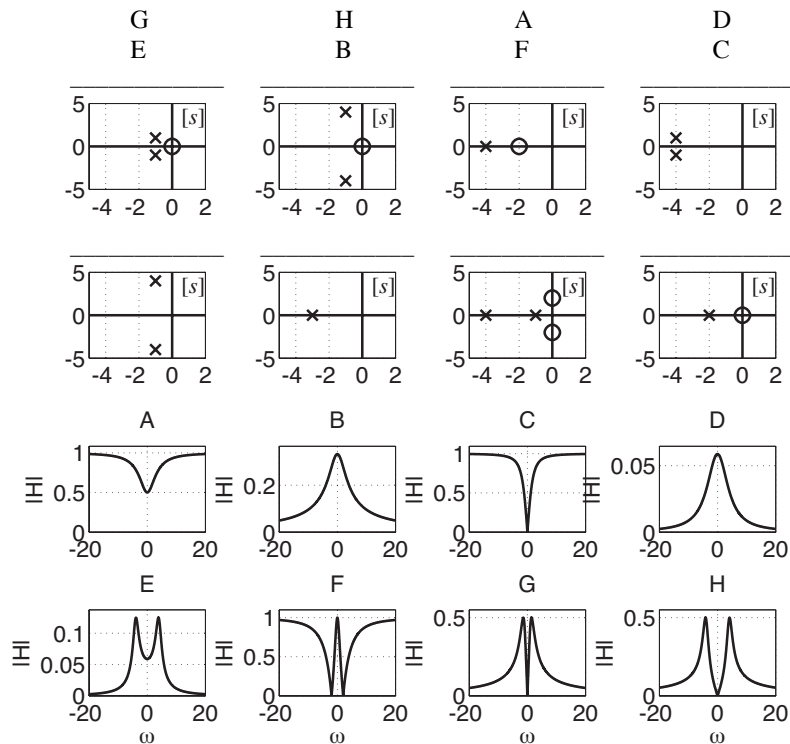 G H A D
E B F C
5 [s] 5 [s] 5 [s] 5 [s]
0 0 0 0
-5 -5 -5 -5
-4 -2 0 2 -4 -2 0 2 -4 -2 0 2 -4 -2 0 2
5 [s] 5 [s] 5 [s] 5 [s]
0 0 0 0
-5 -5 -5 -5
-4 -2 0 2 -4 -2 0 2 -4 -2 0 2 -4 -2 0 2
A B C D
|H| 1 |H| 0.2 |H| 1 |H| 0.05
0.5 0.5
0 0 0 0
-20 0 20 -20 0 20 -20 0 20 -20 0 20
E F G H
|H| 0.1 |H| 1 |H| 0.5 |H| 0.5
0.05 0.5
0 0 0 0
-20 0 20 -20 0 20 -20 0 20 -20 0 20
ω ω ω ω